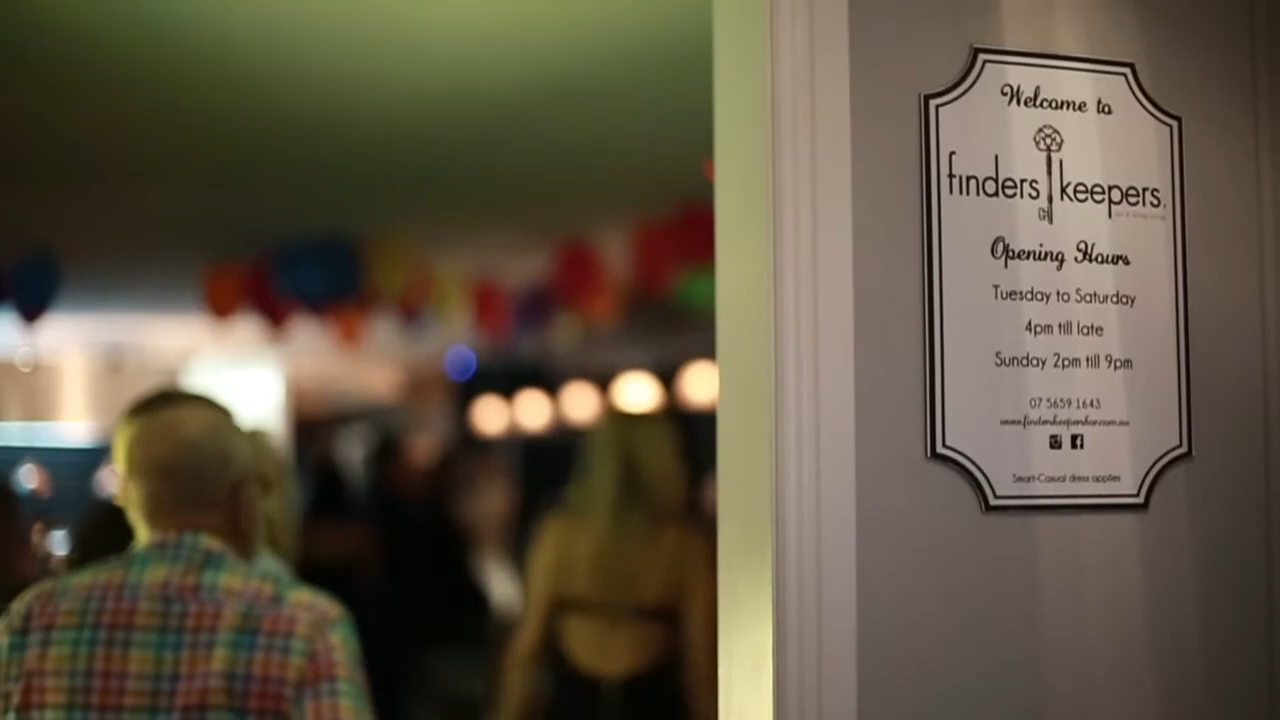 Welcome to
finders keepers.
Opening Hours
Tuesday to Saturday
4pm till late
Sunday 2pm till 9pm
07 5659 1643
www.finderskeepersbar.com.au
Smart-Casual dress applies